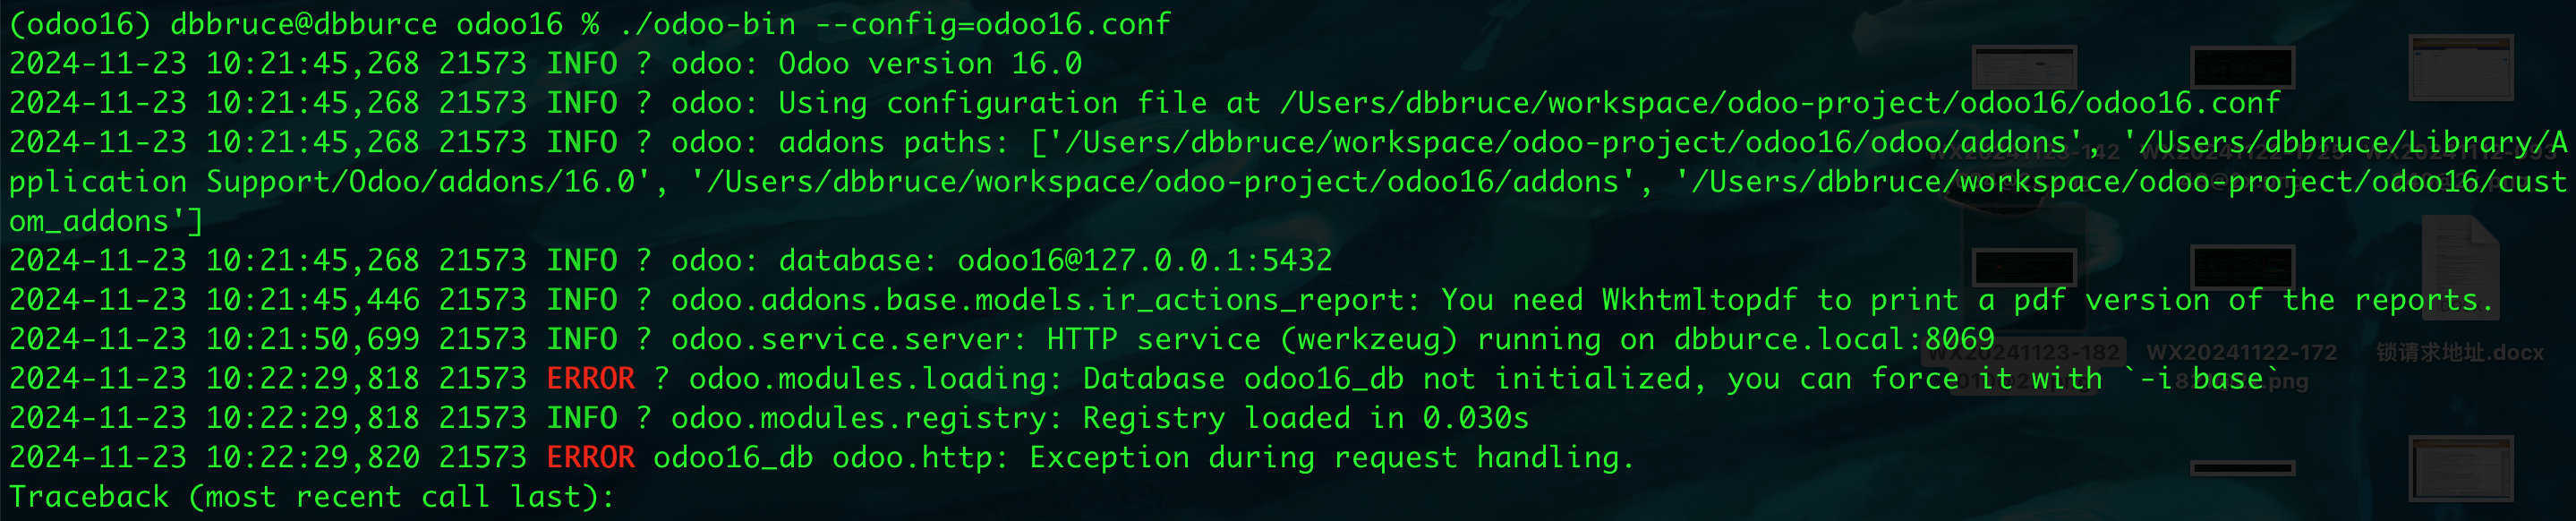 (odoo16) dbbruce@dbburce odoo16 % ./odoo-bin --config=odoo16.conf
2024-11-23 10:21:45,268 21573 INFO ? odoo: Odoo version 16.0
2024-11-23 10:21:45,268 21573 INFO ? odoo: Using configuration file at /Users/dbbruce/workspace/odoo-project/odoo16/odoo16.conf
2024-11-23 10:21:45,268 21573 INFO ? odoo: addons paths: ['/Users/dbbruce/workspace/odoo-project/odoo16/odoo/addons', '/Users/dbbruce/Library/A
pplication Support/Odoo/addons/16.0', '/Users/dbbruce/workspace/odoo-project/odoo16/addons', '/Users/dbbruce/workspace/odoo-project/odoo16/cust
om_addons']
2024-11-23 10:21:45,268 21573 INFO ? odoo: database: odoo16@127.0.0.1:5432
2024-11-23 10:21:45,446 21573 INFO ? odoo.addons.base.models.ir_actions_report: You need Wkhtmltopdf to print a pdf version of the reports.
2024-11-23 10:21:50,699 21573 INFO ? odoo.service.server: HTTP service (werkzeug) running on dbburce.local:8069
WX20241123-182 WX20241122-172 锁请求地址.docx
2024-11-23 10:22:29,818 21573 ERROR ? odoo.modules.loading: Database odoo16_db not initialized, you can force it with `-i base`
2024-11-23 10:22:29,818 21573 INFO ? odoo.modules.registry: Registry loaded in 0.030s
2024-11-23 10:22:29,820 21573 ERROR odoo16_db odoo.http: Exception during request handling.
Traceback (most recent call last):